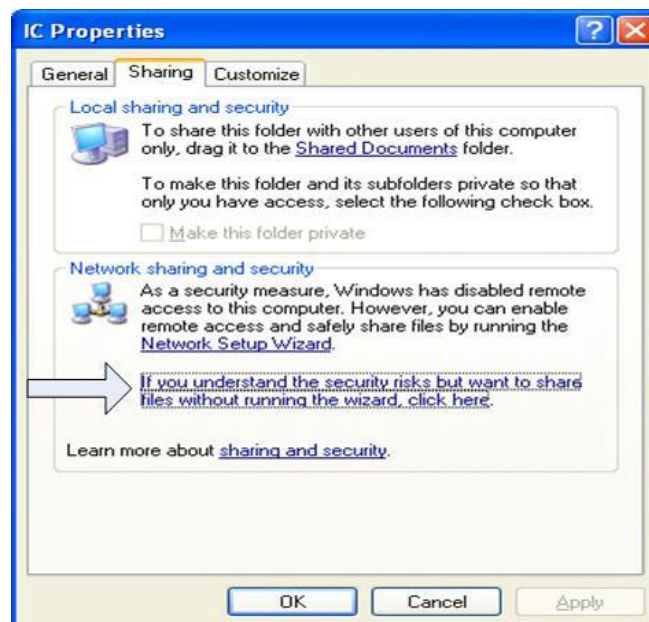 IC Properties
General Sharing Customize
Local sharing and security
To share this folder with other users of this computer
only, drag it to the Shared Documents folder.
To make this folder and its subfolders private so that
only you have access, select the following check box.
Make this folder private
Network sharing and security
As a security measure, Windows has disabled remote
access to this computer. However, you can enable
remote access and safely share files by running the
Network Setup Wizard.
If you understand the security risks but want to share
files without running the wizard, click here.
Learn more about sharing and security.
OK Cancel Apply